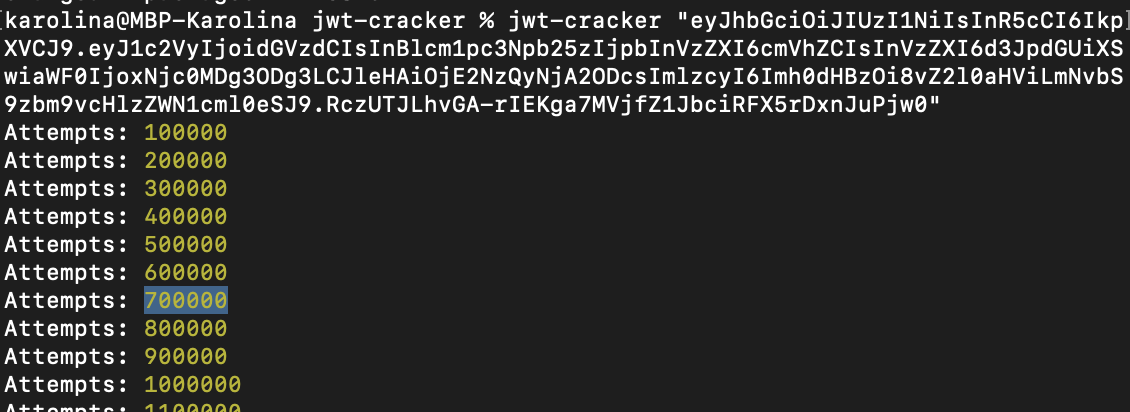 [karolina@MBP-Karolina jwt-cracker % jwt-cracker "eyJhbGciOiJIUzI1NiIsInR5cCI6Ikp]
XVCJ9.eyJ1c2VyIjoidGVzdCIsInBlcm1pc3Npb25zIjpbInVzZXI6cmVhZCIsInVzZXI6d3JpdGUiXS
wiaWF0IjoxNjc0MDg3ODg3LCJleHAiOjE2NzQyNjA2ODcsImlzcyI6Imh0dHBzOi8vZ2l0aHViLmNvbS
9zbm9vcHlzZWN1cml0eSJ9.RczUTJLhvGA-rIEKga7MVjfZ1JbciRFX5rDxnJuPjw0"
Attempts: 100000
Attempts: 200000
Attempts: 300000
Attempts: 400000
Attempts: 500000
Attempts: 600000
Attempts: 700000
Attempts: 800000
Attempts: 900000
Attempts: 1000000
Attempts: 1100000